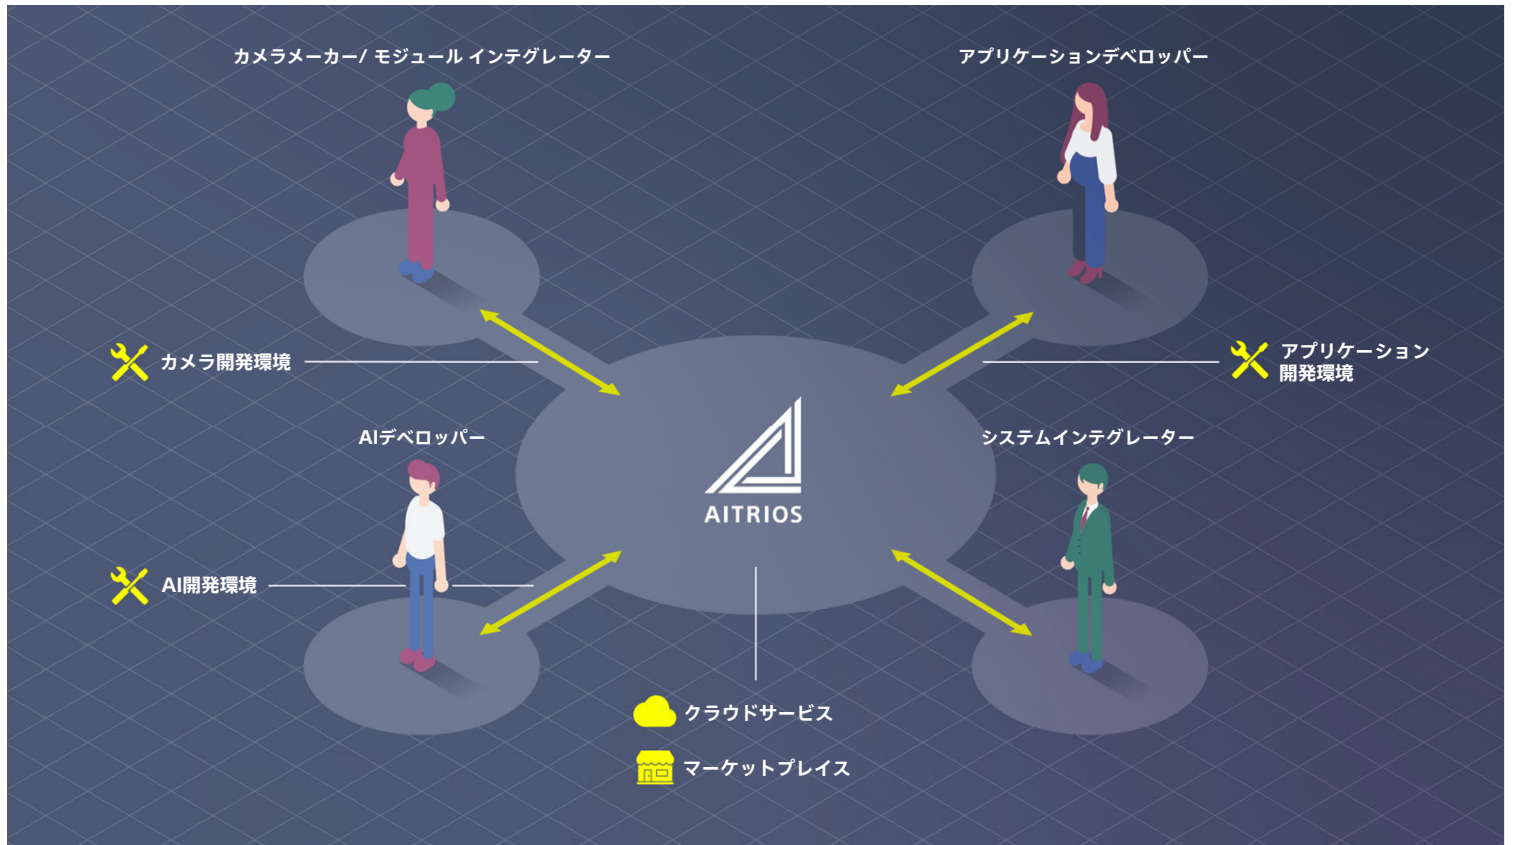 カメラメーカー/ モジュール インテグレーター
アプリケーションデベロッパー
カメラ開発環境
アプリケーション
開発環境
AIデベロッパー
システムインテグレーター
AITRIOS
AI開発環境
クラウドサービス
マーケットプレイス